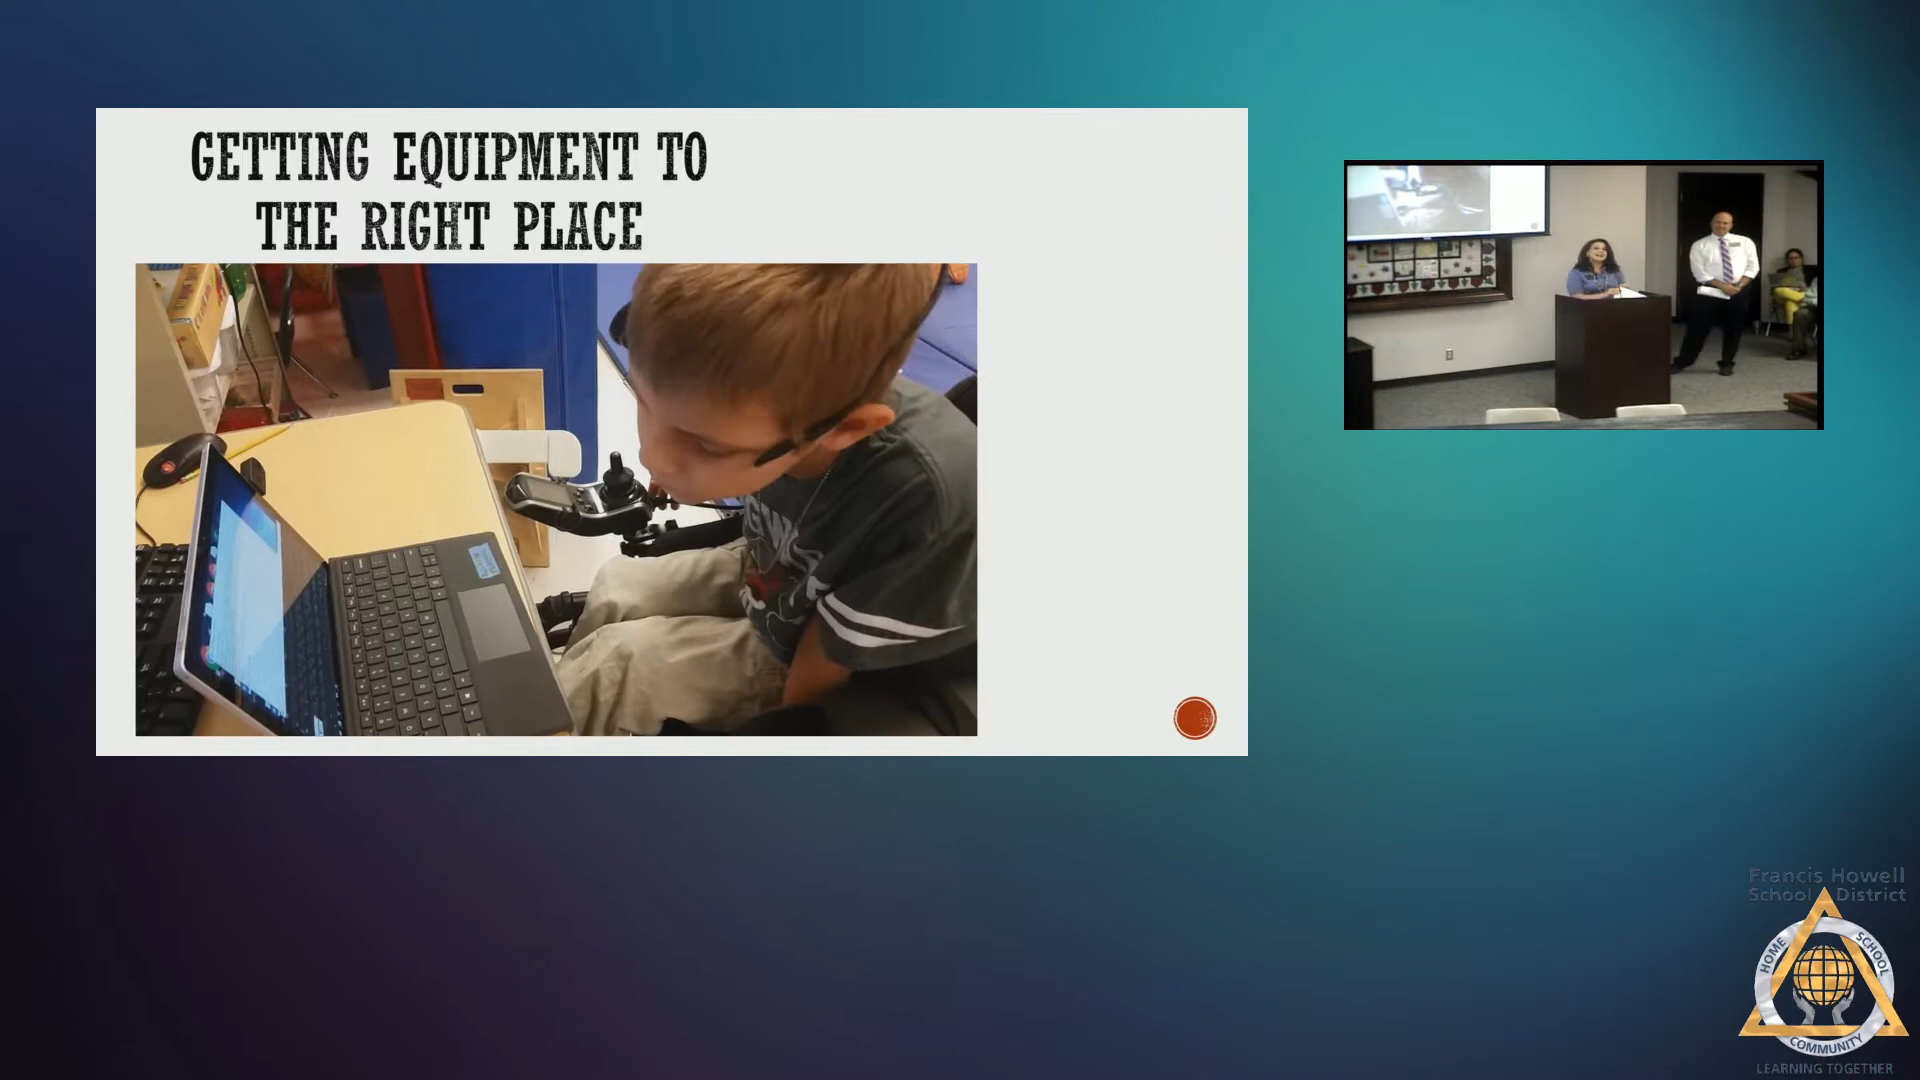 GETTING EQUIPMENT TO
THE RIGHT PLACE
Francis Howell
School District
HOME
SCHOOL
COMMUNITY
LEARNING TOGETHER